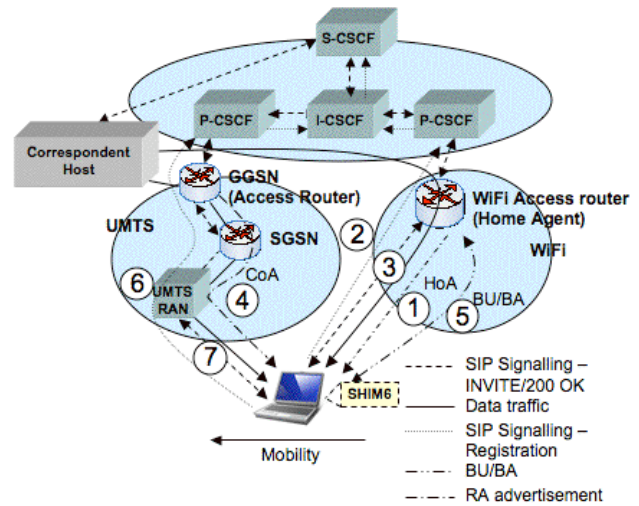 S-CSCF
P-CSCF
I-CSCF
P-CSCF
Correspondent
Host
GGSN
(Access Router)
WiFi Access router
(Home Agent)
UMTS
SGSN
WiFi
2
3
CoA
HoA
6
UMTS
RAN
4
1
5
BU/BA
7
SHIM6
Mobility
SIP Signalling –
INVITE/200 OK
Data traffic
SIP Signalling –
Registration
BU/BA
RA advertisement